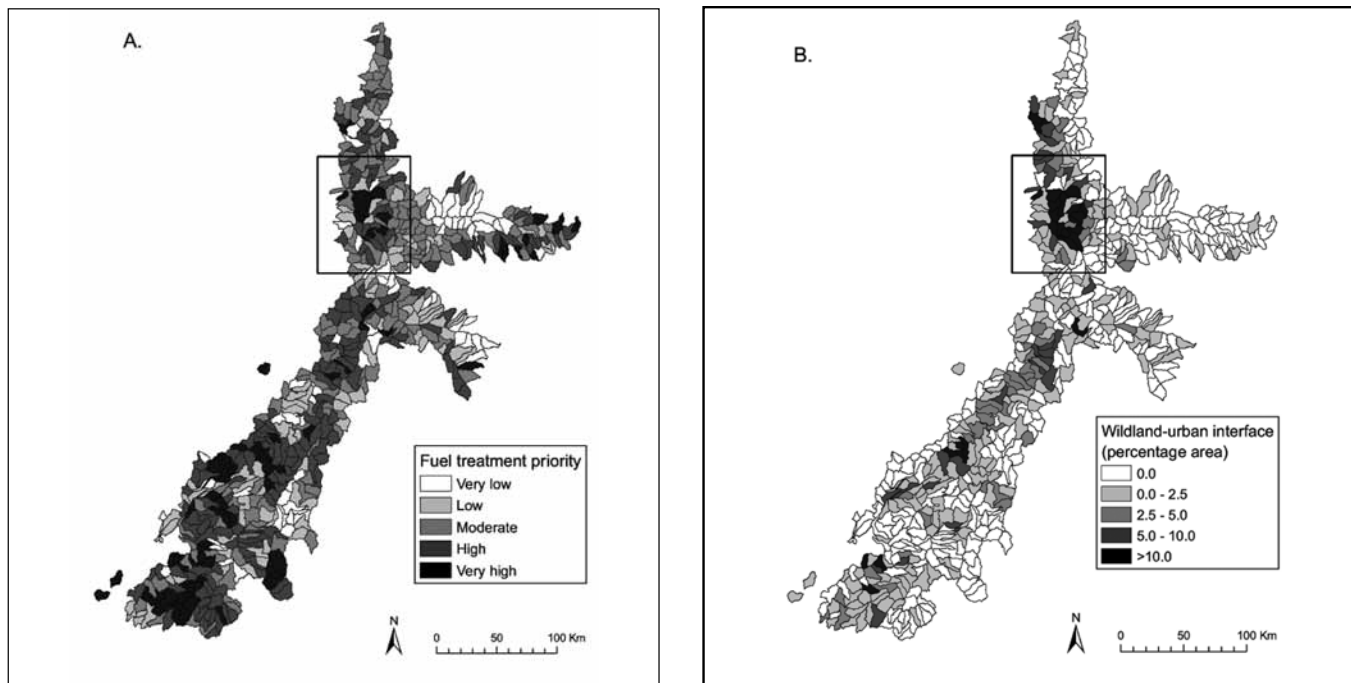 A.
Fuel treatment priority
Very low
Low
Moderate
High
Very high
N
0 50 100 Km
B.
Wildland-urban interface
(percentage area)
0.0
0.0 - 2.5
2.5 - 5.0
5.0 - 10.0
>10.0
N
0 50 100 Km